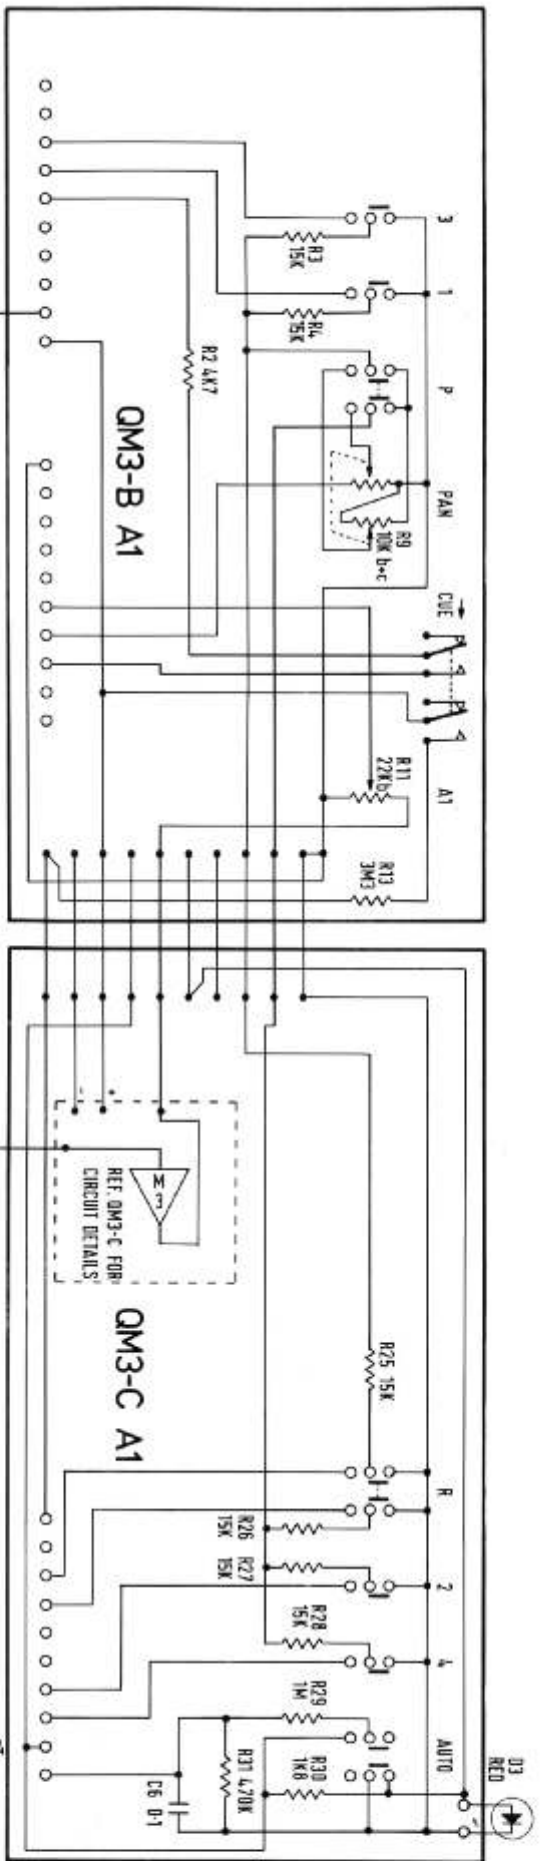 3
R3
15K
1
R4
15K
R2 4K7
P
PAN
R9
10K b+c
QM3-B A1
CUE
R11
22Kb
A1
R13
3M3
- +
M
3
REF. QM3-C FOR
CIRCUIT DETAILS
QM3-C A1
R25 15K
R
R26
15K
R27
15K
2
R28
15K
4
R29
1M
R30
1K8
R31 470K
C6 0·1
AUTO
D3
RED